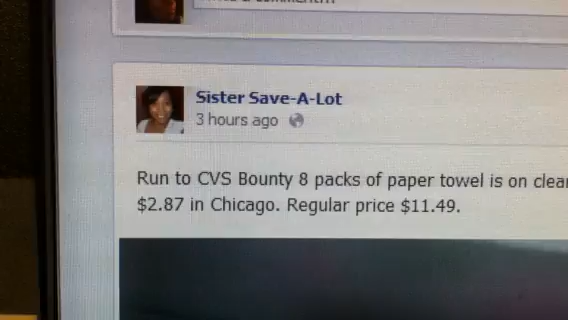 Sister Save-A-Lot
3 hours ago
Run to CVS Bounty 8 packs of paper towel is on
$2.87 in Chicago. Regular price $11.49.